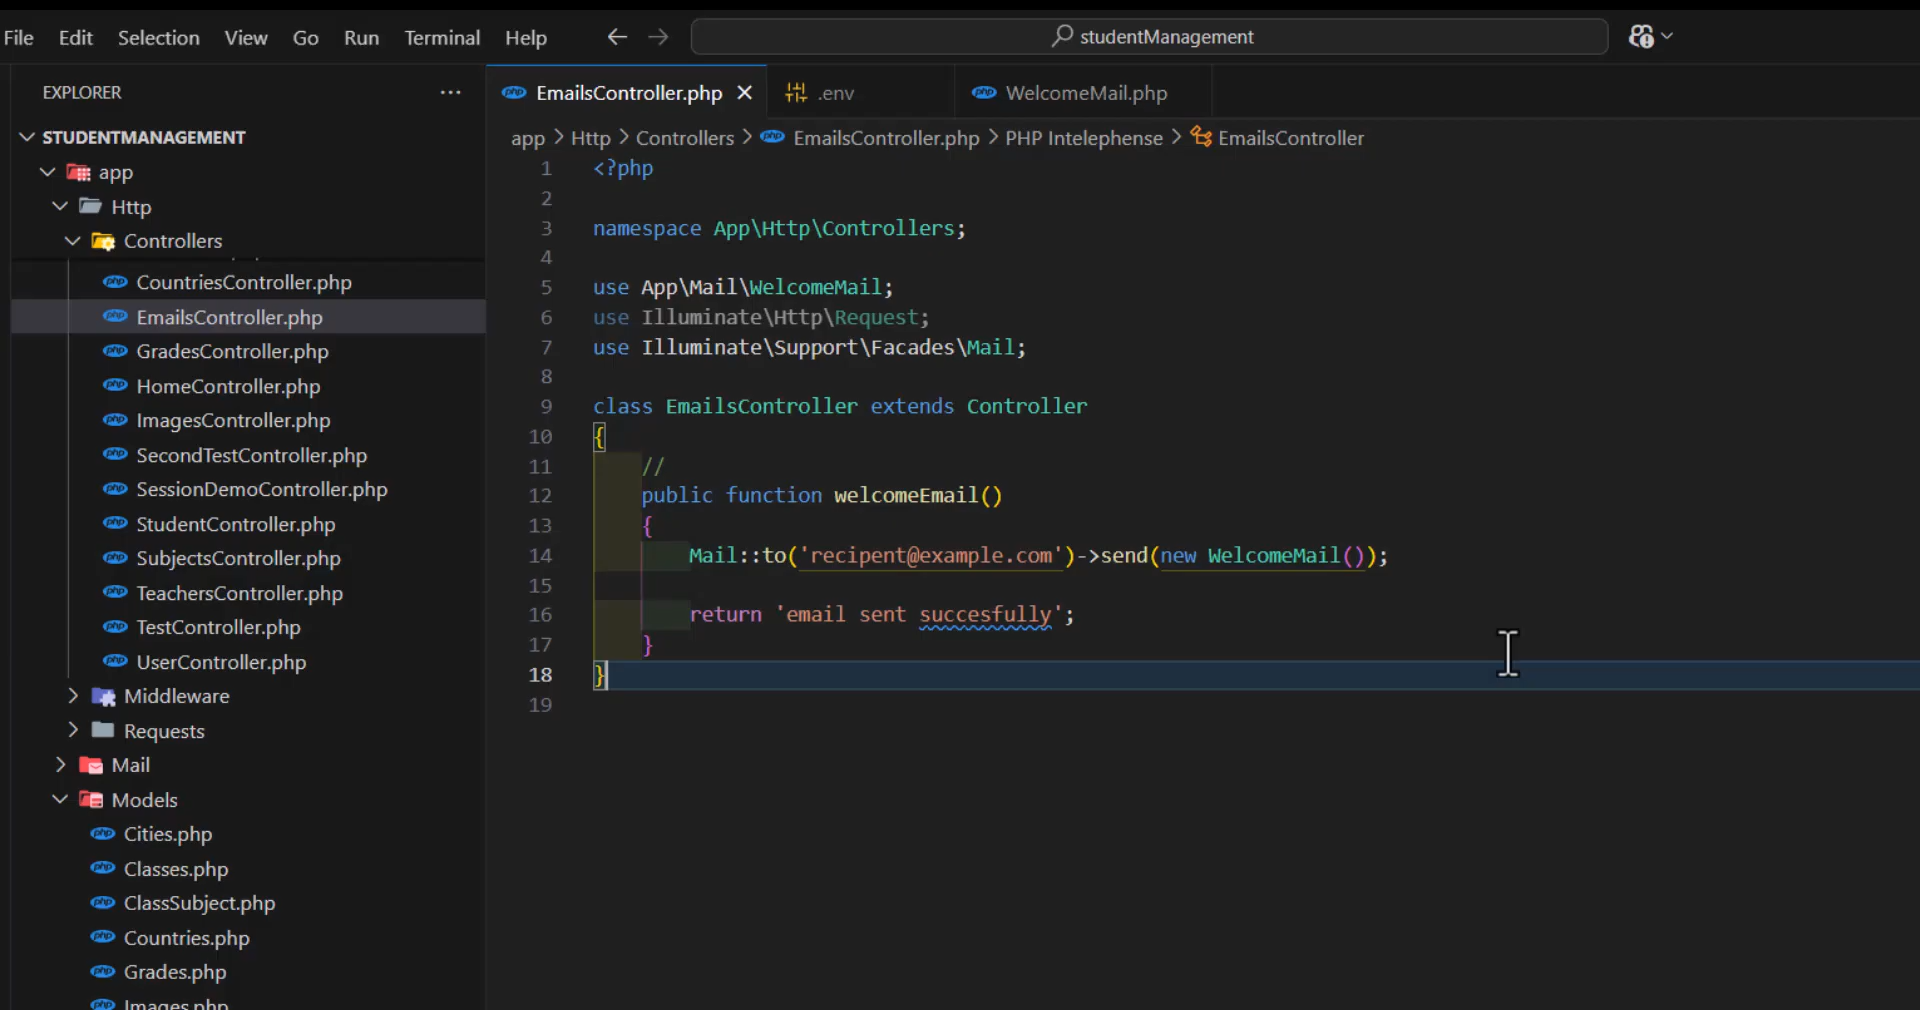 File Edit Selection View Go Run Terminal Help studentManagement
EXPLORER
STUDENTMANAGEMENT
app
Http
Controllers
CountriesController.php
EmailsController.php
GradesController.php
HomeController.php
ImagesController.php
SecondTestController.php
SessionDemoController.php
StudentController.php
SubjectsController.php
TeachersController.php
TestController.php
UserController.php
Middleware
Requests
Mail
Models
Cities.php
Classes.php
ClassSubject.php
Countries.php
Grades.php
Images.php
EmailsController.php .env WelcomeMail.php
app > Http > Controllers > EmailsController.php > PHP Intelephense > EmailsController
1 <?php
2
3 namespace App\Http\Controllers;
4
5 use App\Mail\WelcomeMail;
6 use Illuminate\Http\Request;
7 use Illuminate\Support\Facades\Mail;
8
9 class EmailsController extends Controller
10 {
11 //
12 public function welcomeEmail()
13 {
14 Mail::to('recipent@example.com')->send(new WelcomeMail());
15
16 return 'email sent succesfully';
17 }
18 }
19